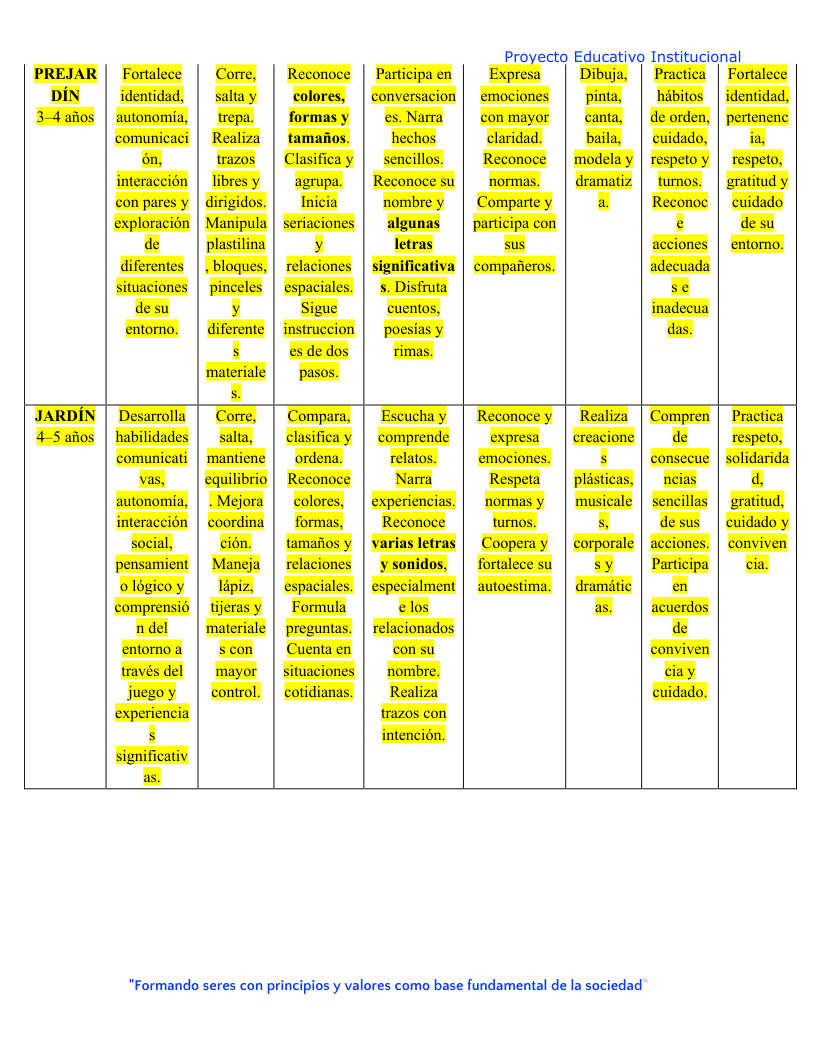 Proyecto Educativo Institucional
PREJAR
DÍN
3–4 años
Fortalece
identidad,
autonomía,
comunicaci
ón,
interacción
con pares y
exploración
de
diferentes
situaciones
de su
entorno.
Corre,
salta y
trepa.
Realiza
trazos
libres y
dirigidos.
Manipula
plastilina
, bloques,
pinceles
y
diferente
s
materiale
s.
Reconoce
colores,
formas y
tamaños.
Clasifica y
agrupa.
Inicia
seriaciones
y
relaciones
espaciales.
Sigue
instruccion
es de dos
pasos.
Participa en
conversacion
es. Narra
hechos
sencillos.
Reconoce su
nombre y
algunas
letras
significativa
s. Disfruta
cuentos,
poesías y
rimas.
Expresa
emociones
con mayor
claridad.
Reconoce
normas.
Comparte y
participa con
sus
compañeros.
Dibuja,
pinta,
canta,
baila,
modela y
dramatiz
a.
Practica
hábitos
de orden,
cuidado,
respeto y
turnos.
Reconoc
e
acciones
adecuada
s e
inadecua
das.
Fortalece
identidad,
pertenenc
ia,
respeto,
gratitud y
cuidado
de su
entorno.
JARDÍN
4–5 años
Desarrolla
habilidades
comunicati
vas,
autonomía,
interacción
social,
pensamient
o lógico y
comprensió
n del
entorno a
través del
juego y
experiencia
s
significativ
as.
Corre,
salta,
mantiene
equilibrio
. Mejora
coordina
ción.
Maneja
lápiz,
tijeras y
materiale
s con
mayor
control.
Compara,
clasifica y
ordena.
Reconoce
colores,
formas,
tamaños y
relaciones
espaciales.
Formula
preguntas.
Cuenta en
situaciones
cotidianas.
Escucha y
comprende
relatos.
Narra
experiencias.
Reconoce
varias letras
y sonidos,
especialment
e los
relacionados
con su
nombre.
Realiza
trazos con
intención.
Reconoce y
expresa
emociones.
Respeta
normas y
turnos.
Coopera y
fortalece su
autoestima.
Realiza
creacione
s
plásticas,
musicale
s,
corporale
s y
dramátic
as.
Compren
de
consecue
ncias
sencillas
de sus
acciones.
Participa
en
acuerdos
de
conviven
cia y
cuidado.
Practica
respeto,
solidarida
d,
gratitud,
cuidado y
conviven
cia.
"Formando seres con principios y valores como base fundamental de la sociedad"